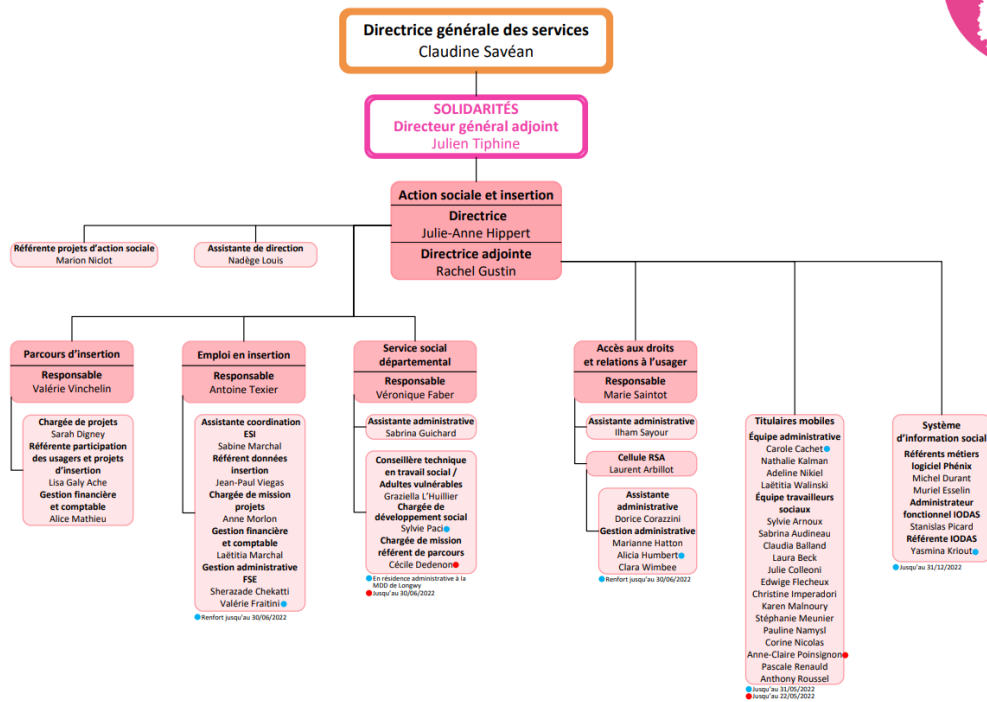 Directrice générale des services
Claudine Savéan
SOLIDARITÉS
Directeur général adjoint
Julien Tiphine
Action sociale et insertion
Directrice
Julie-Anne Hippert
Directrice adjointe
Rachel Gustin
Référente projets d'action sociale
Marion Niclot
Assistante de direction
Nadège Louis
Parcours d'insertion
Responsable
Valérie Vinchelin
Chargée de projets
Sarah Digney
Référente participation
des usagers et projets
d'insertion
Lisa Galy Ache
Gestion financière
et comptable
Alice Mathieu
Emploi en insertion
Responsable
Antoine Texier
Assistante coordination
ESI
Sabine Marchal
Référent données
insertion
Jean-Paul Viegas
Chargée de mission
projets
Anne Morlon
Gestion financière
et comptable
Laëtitia Marchal
Gestion administrative
FSE
Sherazade Chekatti
Valérie Fraitini
Renfort jusqu'au 30/06/2022
Service social
départemental
Responsable
Véronique Faber
Assistante administrative
Sabrina Guichard
Conseillère technique
en travail social /
Adultes vulnérables
Graziella L'Huillier
Chargée de
développement social
Sylvie Paci
Chargée de mission
référent de parcours
Cécile Dedenon
En résidence administrative à la
MDD de Longwy
Jusqu'au 30/06/2022
Accès aux droits
et relations à l'usager
Responsable
Marie Saintot
Assistante administrative
Ilham Sayour
Cellule RSA
Laurent Arbillot
Assistante
administrative
Dorice Corazzini
Gestion administrative
Marianne Hatton
Alicia Humbert
Clara Wimbee
Renfort jusqu'au 30/06/2022
Titulaires mobiles
Équipe administrative
Carole Cachet
Nathalie Kalman
Adeline Nikiel
Laëtitia Walinski
Équipe travailleurs
sociaux
Sylvie Arnoux
Sabrina Audineau
Claudia Balland
Laura Beck
Julie Colleoni
Edwige Flecheux
Christine Imperadori
Karen Malnoury
Stéphanie Meunier
Pauline Namysl
Corine Nicolas
Anne-Claire Poinsignon
Pascale Renauld
Anthony Roussel
Jusqu'au 31/05/2022
Jusqu'au 22/05/2022
Système
d'information social
Référents métiers
logiciel Phénix
Michel Durant
Muriel Esselin
Administrateur
fonctionnel IODAS
Stanislas Picard
Référente IODAS
Yasmina Kriout
Jusqu'au 31/12/2022